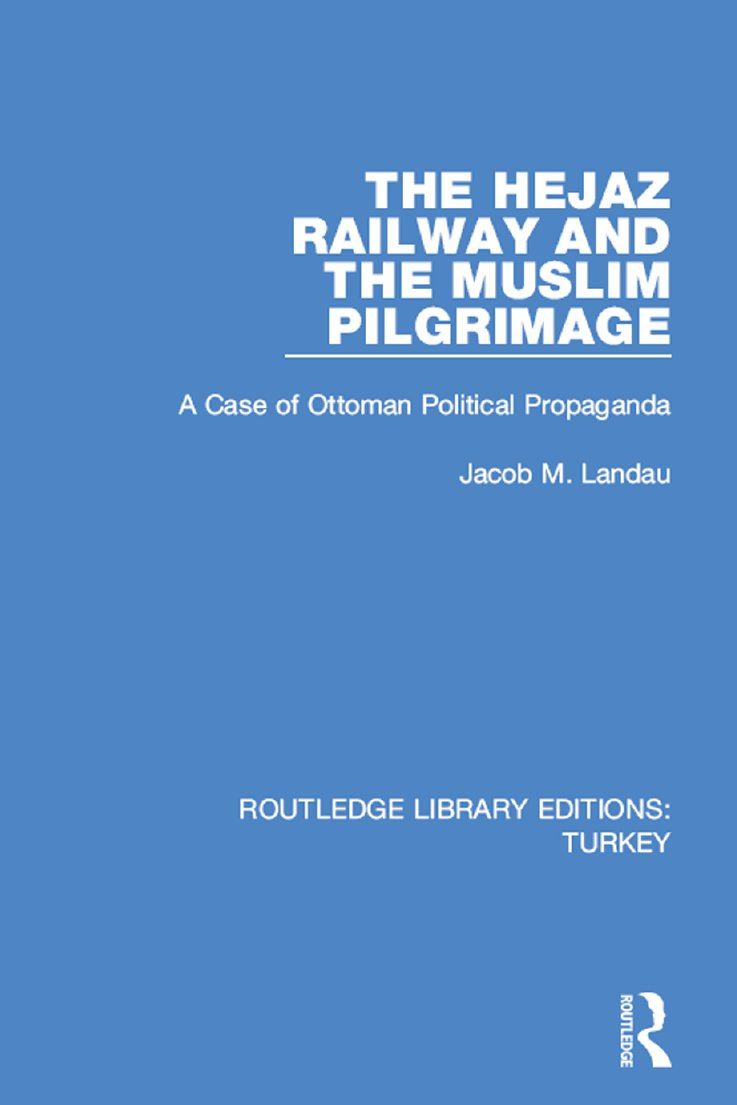 THE HEJAZ
RAILWAY AND
THE MUSLIM
PILGRIMAGE
A Case of Ottoman Political Propaganda
Jacob M. Landau
ROUTLEDGE LIBRARY EDITIONS:
TURKEY
ROUTLEDGE